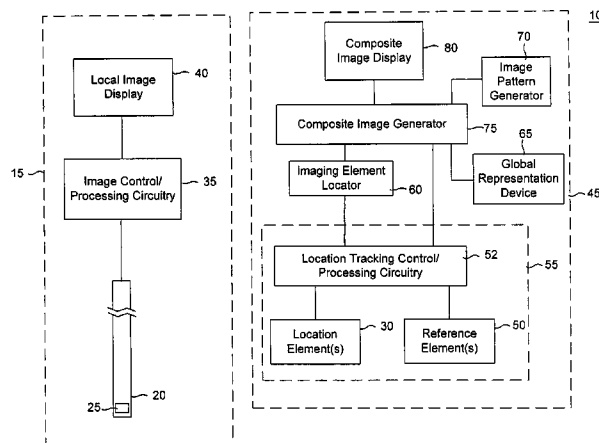 10
Local Image
Display
40
Image Control/
Processing Circuitry
35
15
25
20
Composite
Image Display
80
70
Image
Pattern
Generator
Composite Image Generator
75
65
Global
Representation
Device
45
Imaging Element
Locator
60
Location Tracking Control/
Processing Circuitry
52
55
Location
Element(s)
30
Reference
Element(s)
50